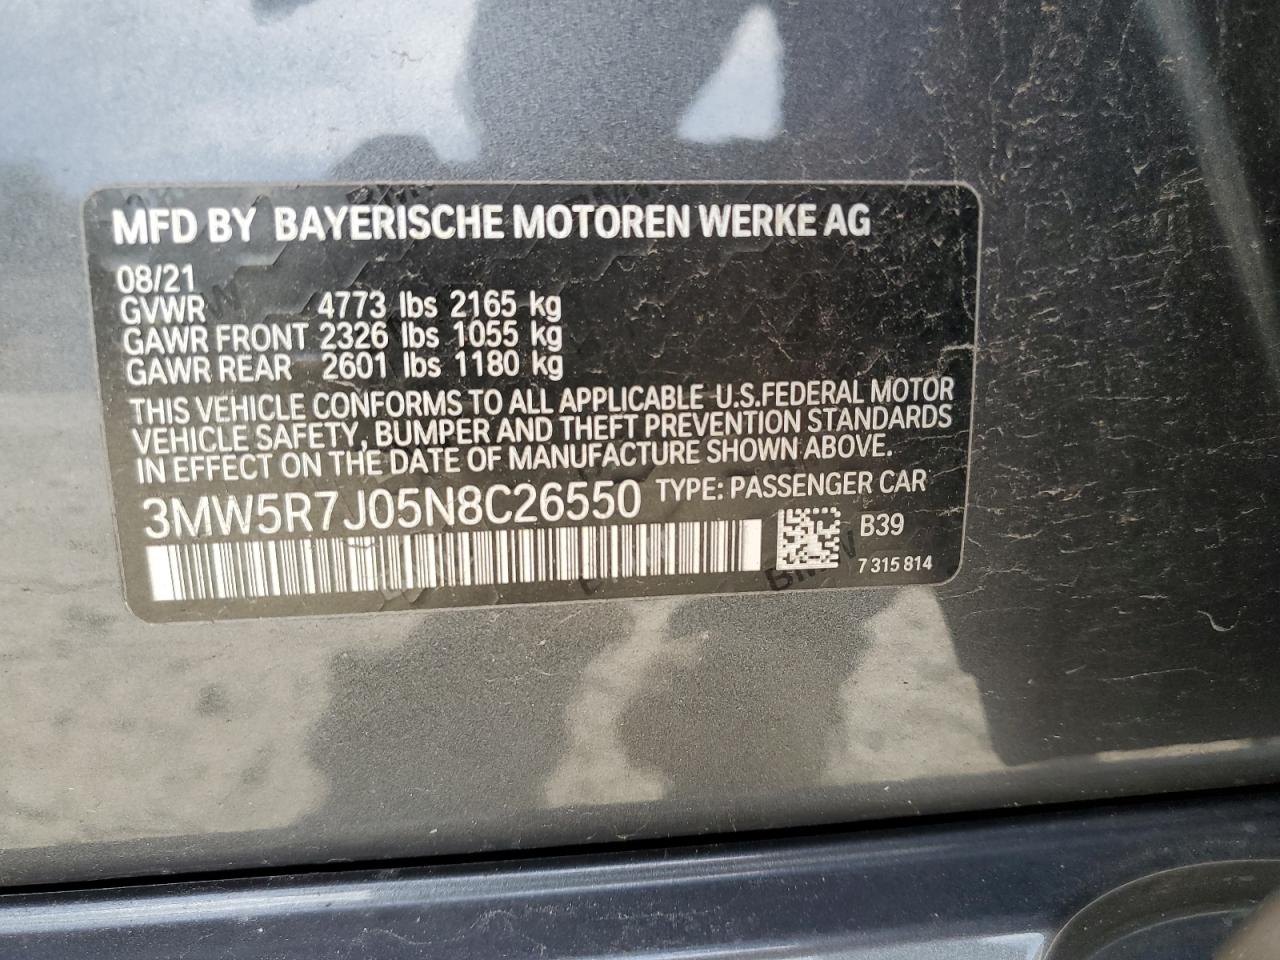 MFD BY BAYERISCHE MOTOREN WERKE AG
08/21
GVWR 4773 lbs 2165 kg
GAWR FRONT 2326 lbs 1055 kg
GAWR REAR 2601 lbs 1180 kg
THIS VEHICLE CONFORMS TO ALL APPLICABLE U.S.FEDERAL MOTOR
VEHICLE SAFETY, BUMPER AND THEFT PREVENTION STANDARDS
IN EFFECT ON THE DATE OF MANUFACTURE SHOWN ABOVE.
3MW5R7J05N8C26550 TYPE: PASSENGER CAR
B39
7 315 814